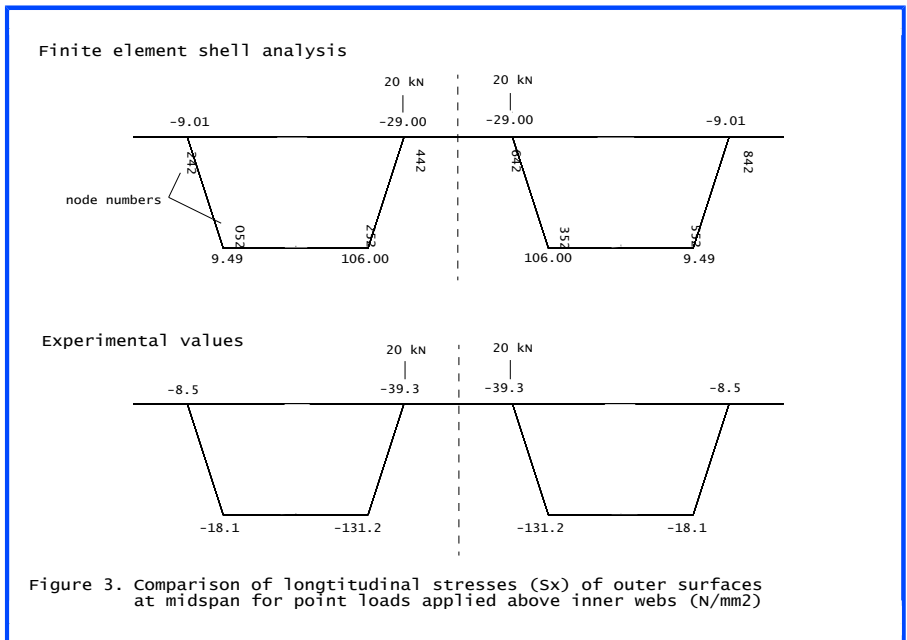 Finite element shell analysis
20 kN 20 kN
-9.01 -29.00 -29.00 -9.01
242 442 642 842
node numbers
052 252 352 552
9.49 106.00 106.00 9.49
Experimental values
20 kN 20 kN
-8.5 -39.3 -39.3 -8.5
-18.1 -131.2 -131.2 -18.1
Figure 3. Comparison of longtitudinal stresses (Sx) of outer surfaces
at midspan for point loads applied above inner webs (N/mm2)